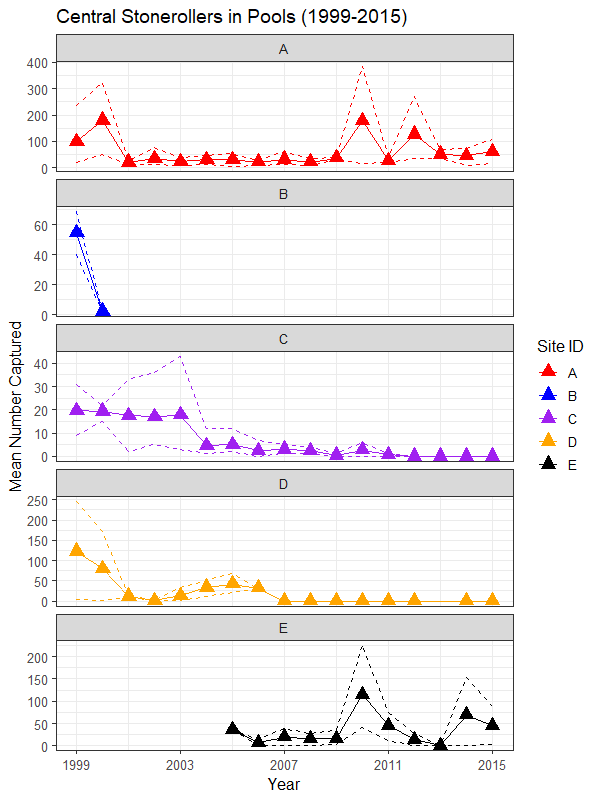 Central Stonerollers in Pools (1999-2015)
A
400
300
200
100
0
B
60
40
20
0
C
40
30
20
10
0
D
250
200
150
100
50
0
E
200
150
100
50
0
1999 2003 2007 2011 2015
Year
Mean Number Captured
Site ID
A
B
C
D
E